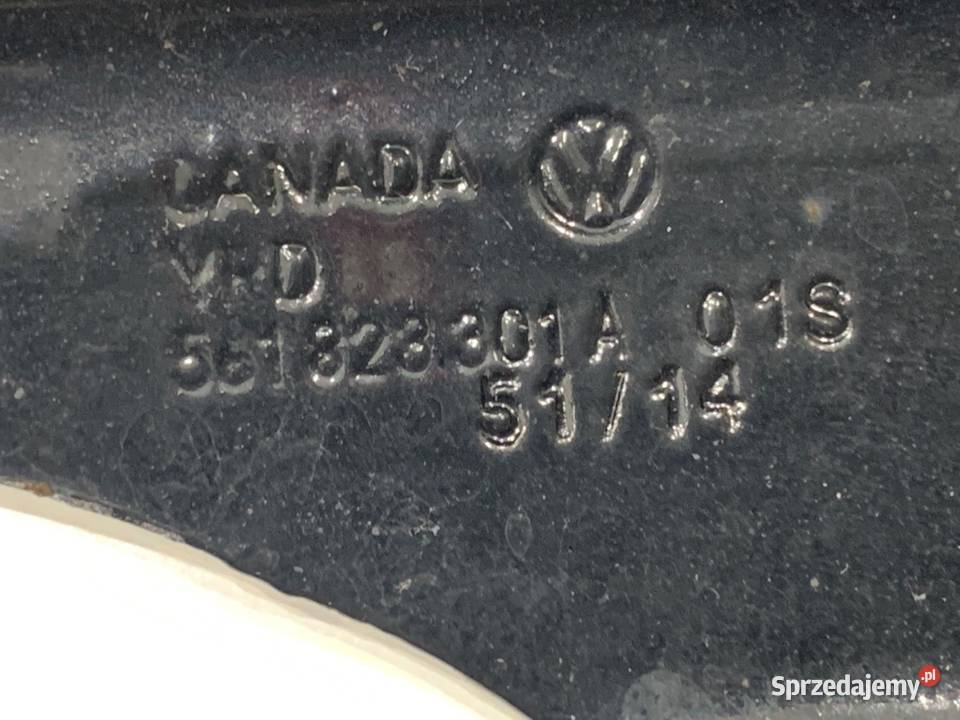 CANADA
561 823 301 A 01S
51/14
Sprzedajemy.pl